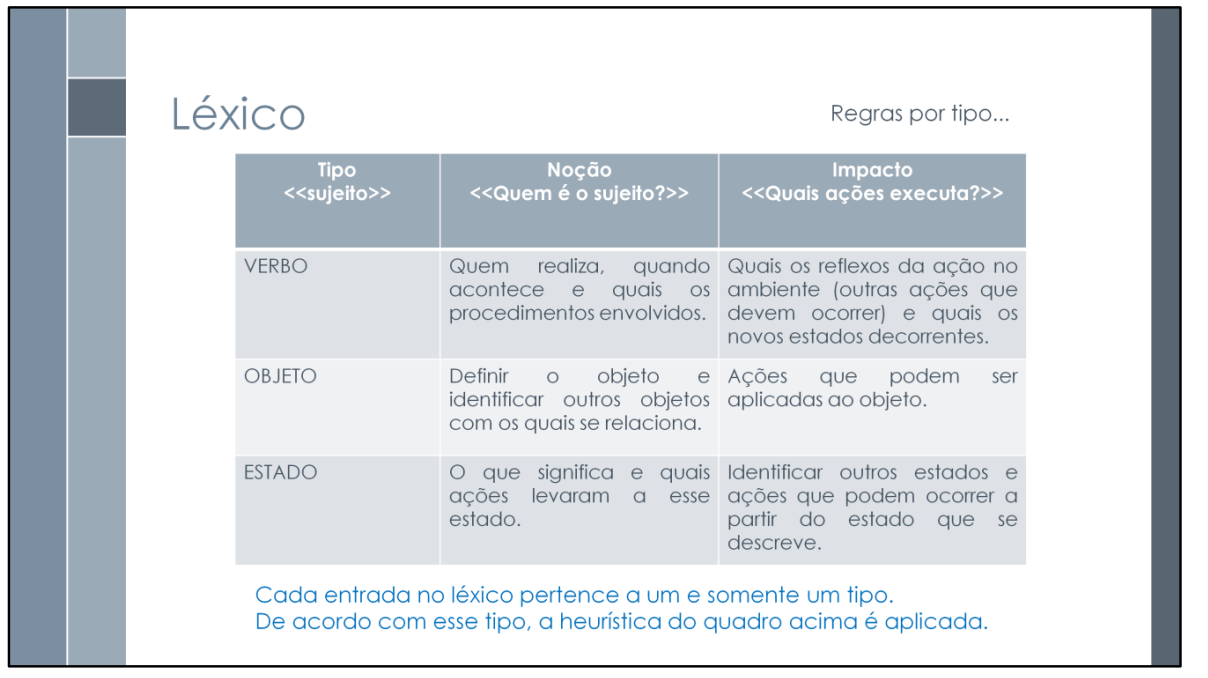 Léxico
Regras por tipo...
Tipo
<<sujeito>>
Noção
<<Quem é o sujeito?>>
Impacto
<<Quais ações executa?>>
VERBO
Quem realiza, quando
acontece e quais os
procedimentos envolvidos.
Quais os reflexos da ação no
ambiente (outras ações que
devem ocorrer) e quais os
novos estados decorrentes.
OBJETO
Definir o objeto e
identificar outros objetos
com os quais se relaciona.
Ações que podem ser
aplicadas ao objeto.
ESTADO
O que significa e quais
ações levaram a esse
estado.
Identificar outros estados e
ações que podem ocorrer a
partir do estado que se
descreve.
Cada entrada no léxico pertence a um e somente um tipo.
De acordo com esse tipo, a heurística do quadro acima é aplicada.